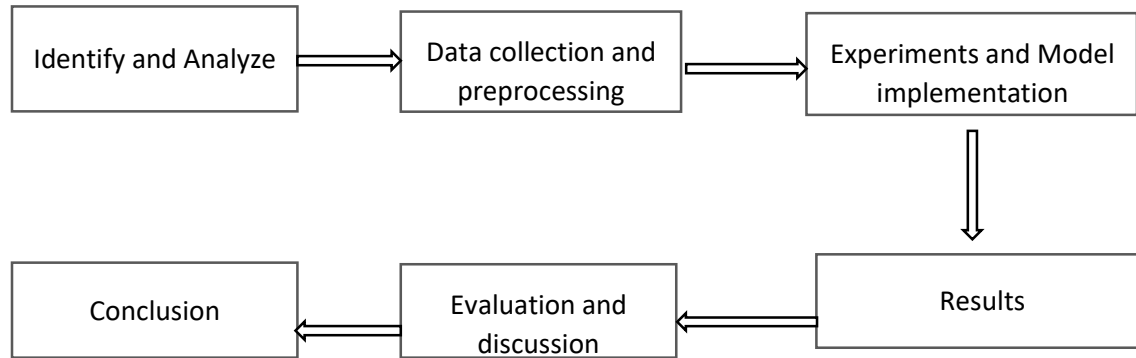 Identify and Analyze
Data collection and
preprocessing
Experiments and Model
implementation
Results
Evaluation and
discussion
Conclusion